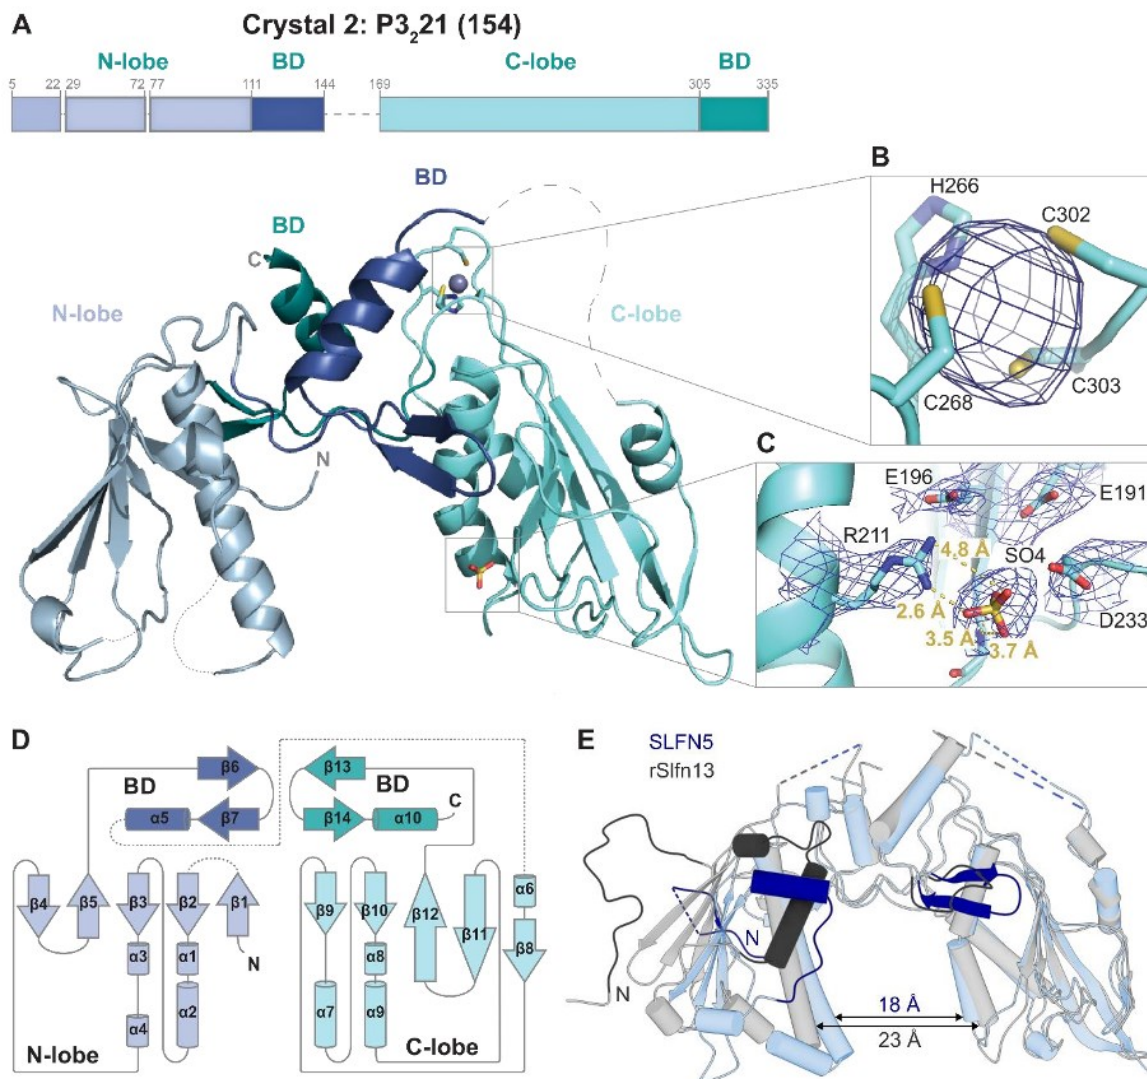 A
Crystal 2: P3₂21 (154)
N-lobe BD C-lobe BD
5 22 29 72 77 111 144 169 305 335
BD
BD
C
N-lobe
C-lobe
N
B
H266
C302
C268
C303
C
E196
E191
R211
4.8 Å
SO4
2.6 Å
D233
3.5 Å
3.7 Å
D
β6
β13
BD
BD
C
α5
β7
β14
α10
β4
β5
β3
β2
β1
β9
β10
β12
β11
α6
β8
N
α3
α1
α8
α4
α2
α7
α9
N-lobe
C-lobe
E
SLFN5
rSlfn13
N
N
18 Å
23 Å